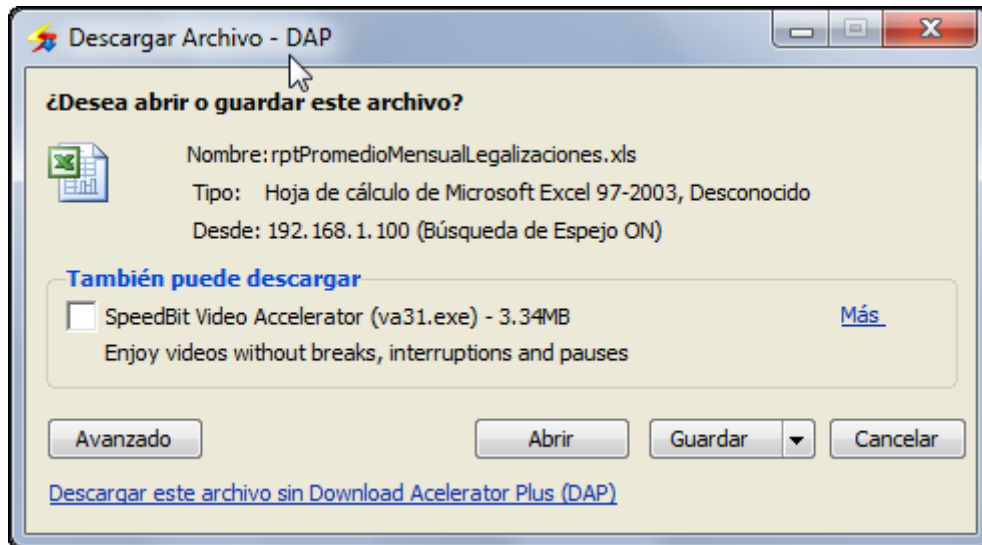 Descargar Archivo - DAP
¿Desea abrir o guardar este archivo?
Nombre: rptPromedioMensualLegalizaciones.xls
Tipo: Hoja de cálculo de Microsoft Excel 97-2003, Desconocido
Desde: 192.168.1.100 (Búsqueda de Espejo ON)
También puede descargar
SpeedBit Video Accelerator (va31.exe) - 3.34MB Más
Enjoy videos without breaks, interruptions and pauses
Avanzado Abrir Guardar Cancelar
Descargar este archivo sin Download Acelerator Plus (DAP)